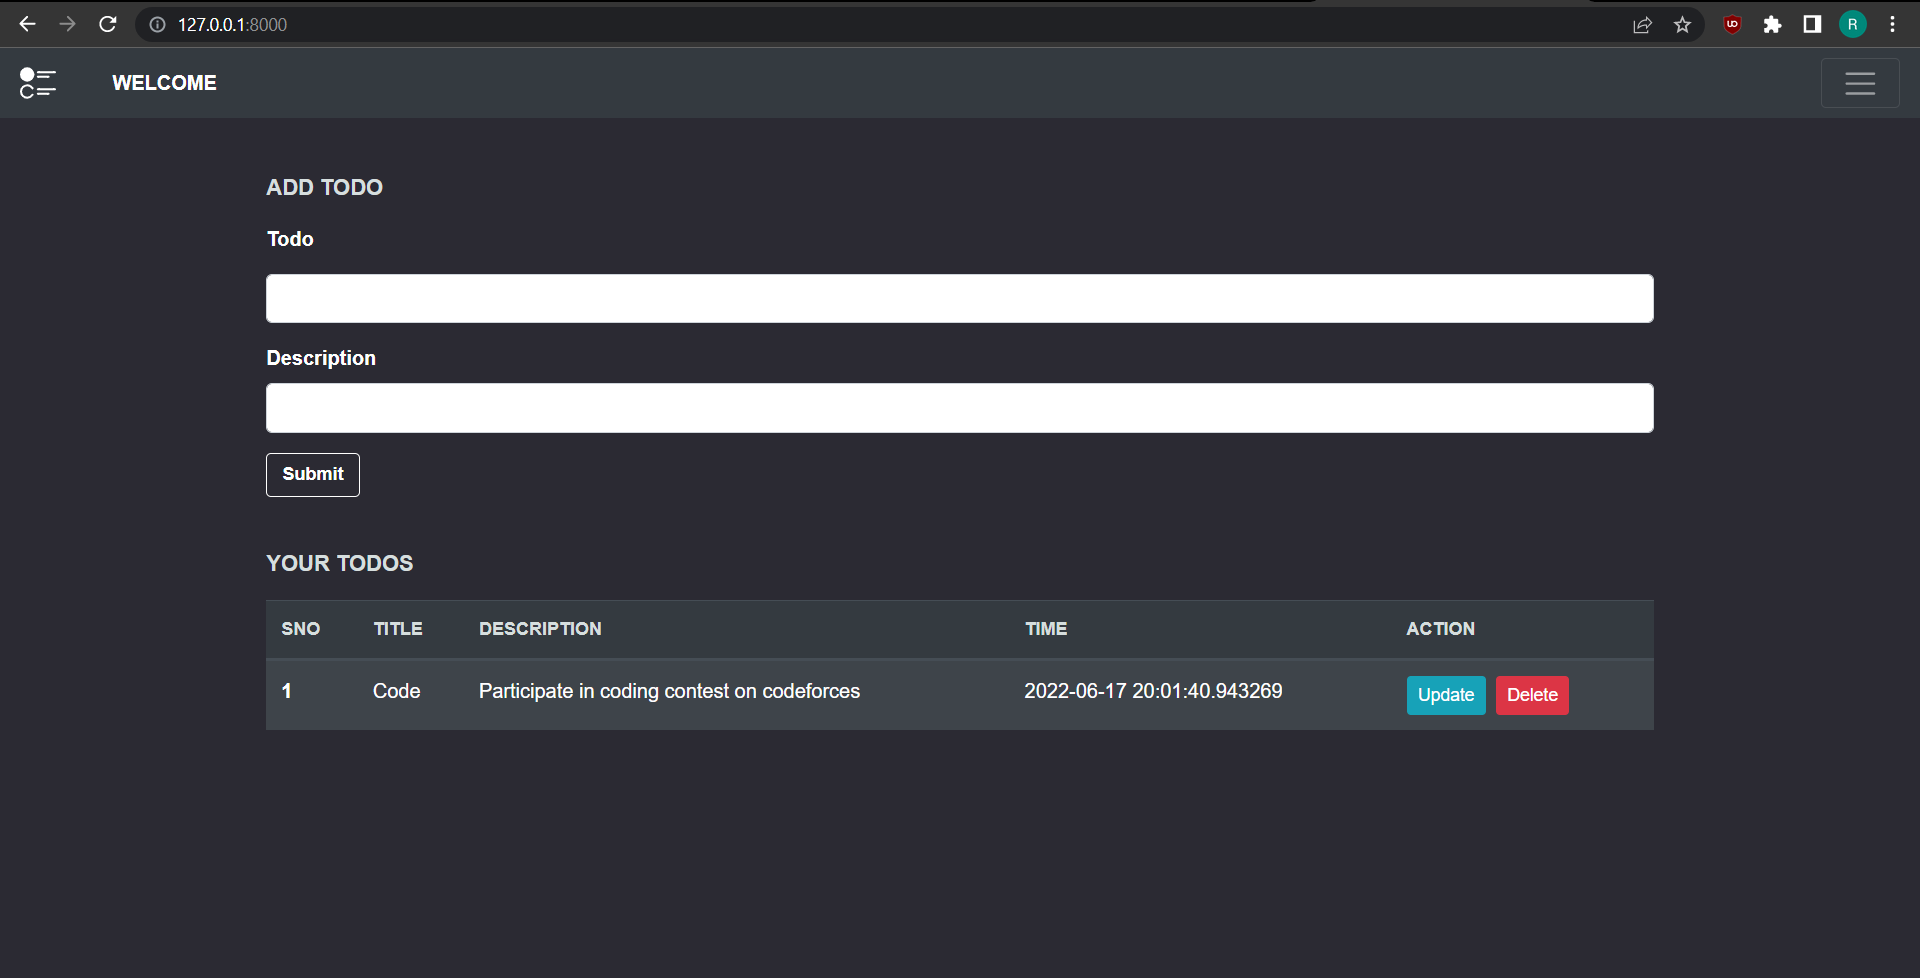 127.0.0.1:8000
R
WELCOME
ADD TODO
Todo
Description
Submit
YOUR TODOS
SNO TITLE DESCRIPTION TIME ACTION
1 Code Participate in coding contest on codeforces 2022-06-17 20:01:40.943269 Update Delete